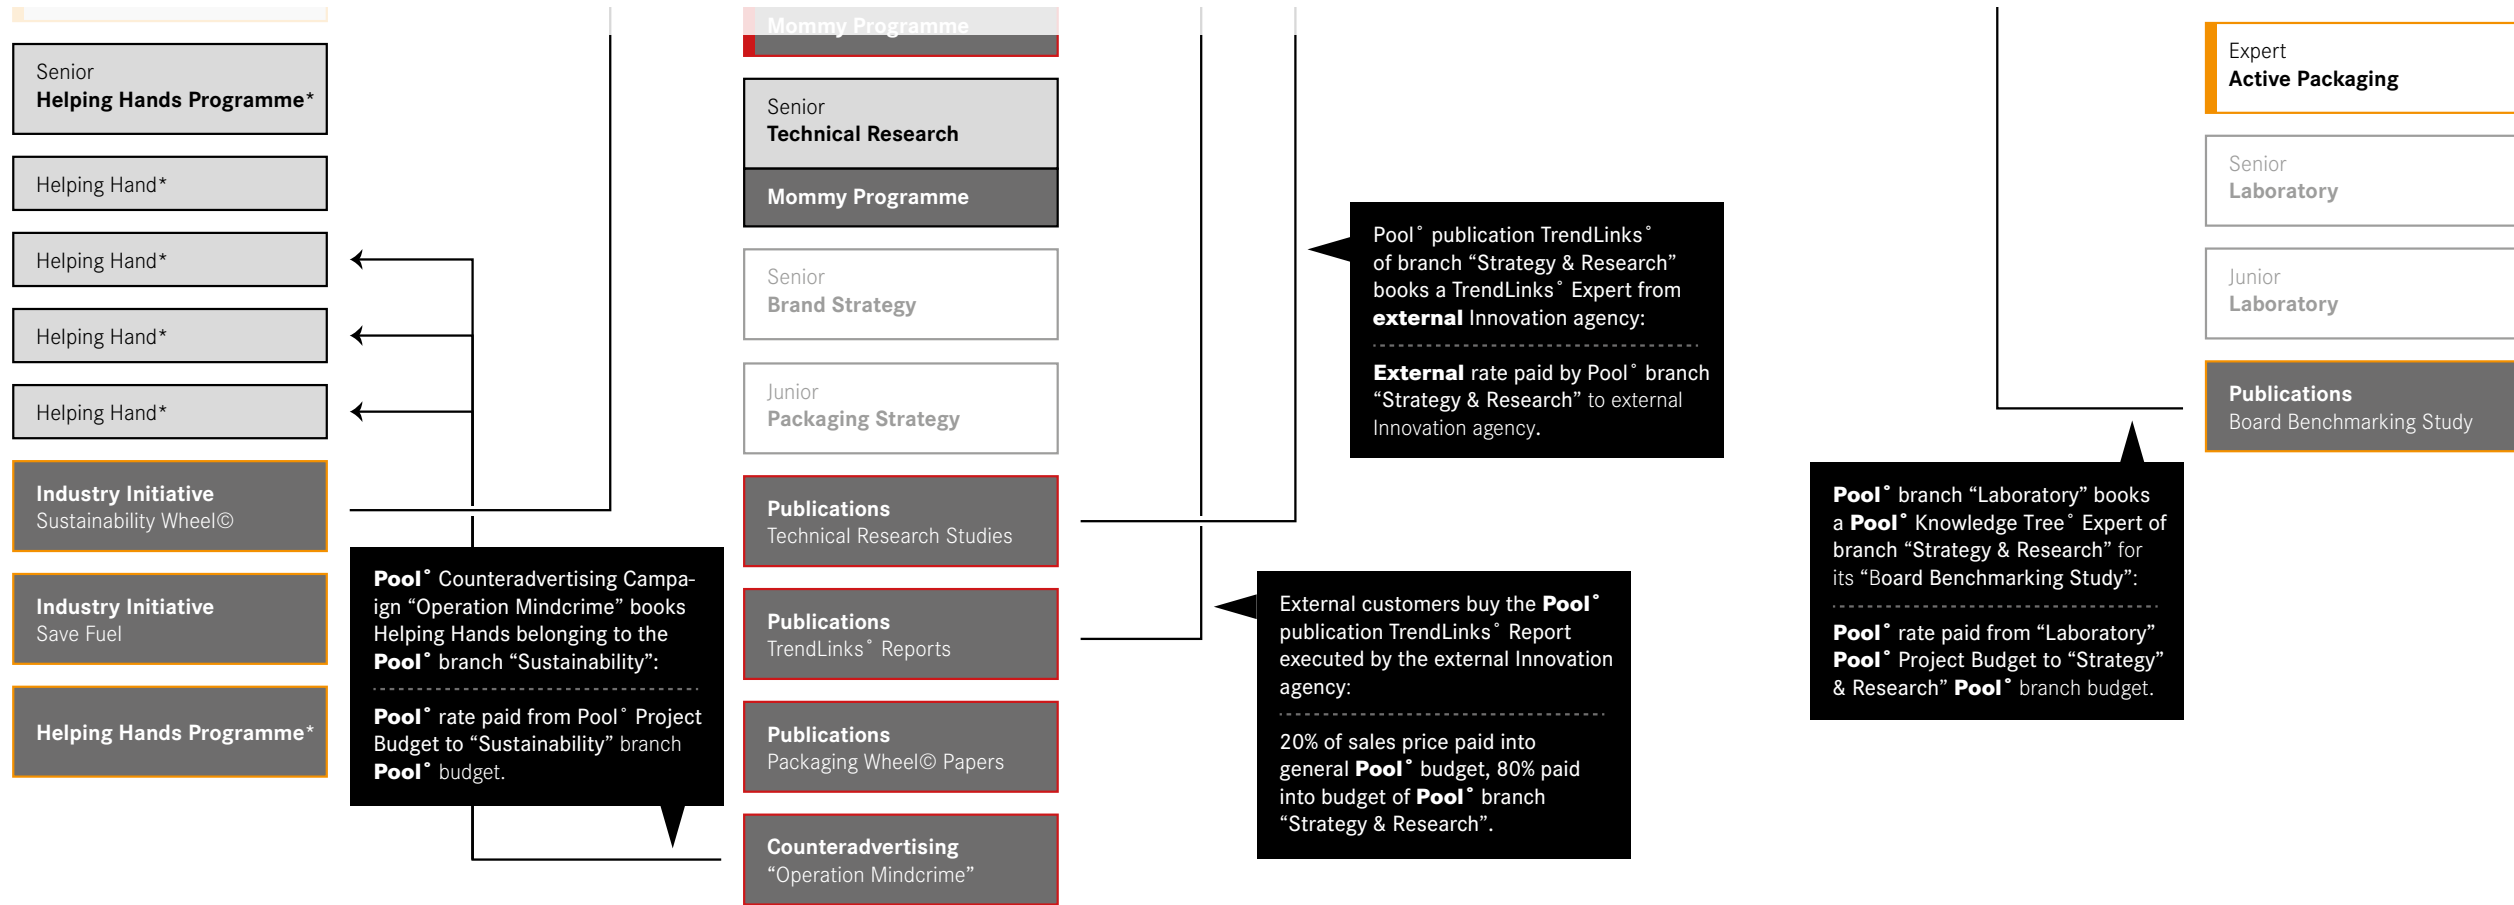 Senior
Helping Hands Programme*
Helping Hand*
Helping Hand*
Helping Hand*
Helping Hand*
Industry Initiative
Sustainability Wheel©
Industry Initiative
Save Fuel
Helping Hands Programme*
Pool° Counteradvertising Campa-
ign “Operation Mindcrime” books
Helping Hands belonging to the
Pool° branch “Sustainability”:
Pool° rate paid from Pool° Project
Budget to “Sustainability” branch
Pool° budget.
Mommy Programme
Senior
Technical Research
Mommy Programme
Senior
Brand Strategy
Junior
Packaging Strategy
Publications
Technical Research Studies
Publications
TrendLinks° Reports
Publications
Packaging Wheel© Papers
Counteradvertising
“Operation Mindcrime”
Pool° publication TrendLinks°
of branch “Strategy & Research”
books a TrendLinks° Expert from
external Innovation agency:
External rate paid by Pool° branch
“Strategy & Research” to external
Innovation agency.
External customers buy the Pool°
publication TrendLinks° Report
executed by the external Innovation
agency:
20% of sales price paid into
general Pool° budget, 80% paid
into budget of Pool° branch
“Strategy & Research”.
Pool° branch “Laboratory” books
a Pool° Knowledge Tree° Expert of
branch “Strategy & Research” for
its “Board Benchmarking Study”:
Pool° rate paid from “Laboratory”
Pool° Project Budget to “Strategy”
& Research” Pool° branch budget.
Expert
Active Packaging
Senior
Laboratory
Junior
Laboratory
Publications
Board Benchmarking Study